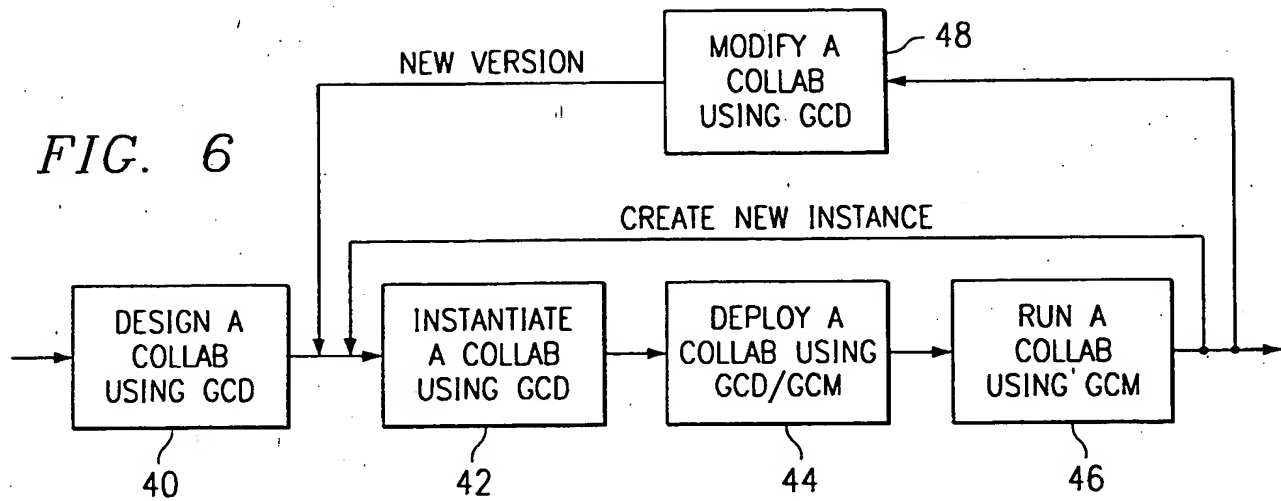 MODIFY A
COLLAB
USING GCD
48
NEW VERSION
FIG. 6
CREATE NEW INSTANCE
DESIGN A
COLLAB
USING GCD
40
INSTANTIATE
A COLLAB
USING GCD
42
DEPLOY A
COLLAB USING
GCD/GCM
44
RUN A
COLLAB
USING GCM
46